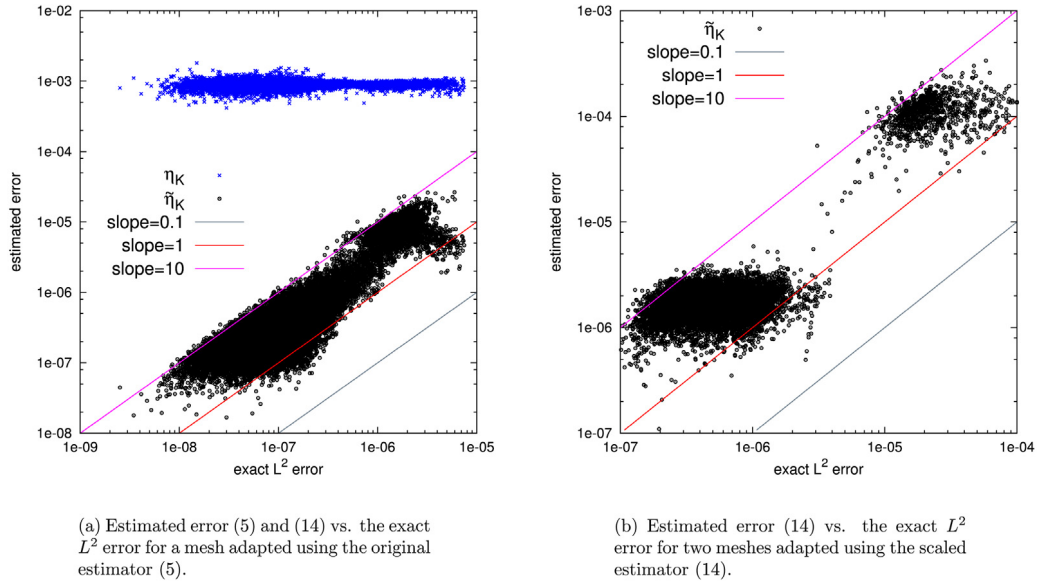 1e-02
1e-03
1e-04
1e-05
1e-06
1e-07
1e-08
1e-09 1e-08 1e-07 1e-06 1e-05
estimated error
exact L² error
η_K
η̃_K
slope=0.1
slope=1
slope=10
1e-03
1e-04
1e-05
1e-06
1e-07
1e-07 1e-06 1e-05 1e-04
estimated error
exact L² error
η̃_K
slope=0.1
slope=1
slope=10
(a) Estimated error (5) and (14) vs. the exact
L² error for a mesh adapted using the original
estimator (5).
(b) Estimated error (14) vs. the exact L²
error for two meshes adapted using the scaled
estimator (14).